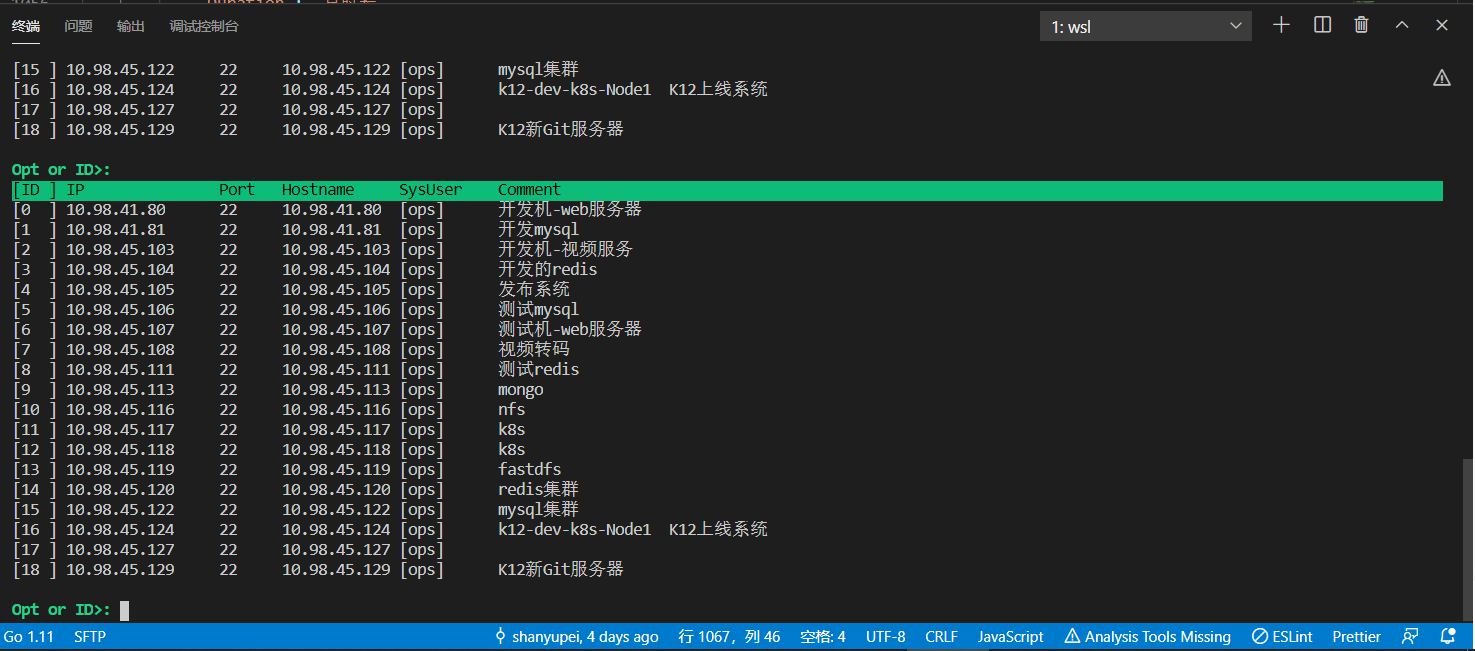 终端 问题 输出 调试控制台 1: wsl
[15 ] 10.98.45.122 22 10.98.45.122 [ops] mysql集群
[16 ] 10.98.45.124 22 10.98.45.124 [ops] k12-dev-k8s-Node1 K12上线系统
[17 ] 10.98.45.127 22 10.98.45.127 [ops]
[18 ] 10.98.45.129 22 10.98.45.129 [ops] K12新Git服务器
Opt or ID>:
[ID ] IP Port Hostname SysUser Comment
[0 ] 10.98.41.80 22 10.98.41.80 [ops] 开发机-web服务器
[1 ] 10.98.41.81 22 10.98.41.81 [ops] 开发mysql
[2 ] 10.98.45.103 22 10.98.45.103 [ops] 开发机-视频服务
[3 ] 10.98.45.104 22 10.98.45.104 [ops] 开发的redis
[4 ] 10.98.45.105 22 10.98.45.105 [ops] 发布系统
[5 ] 10.98.45.106 22 10.98.45.106 [ops] 测试mysql
[6 ] 10.98.45.107 22 10.98.45.107 [ops] 测试机-web服务器
[7 ] 10.98.45.108 22 10.98.45.108 [ops] 视频转码
[8 ] 10.98.45.111 22 10.98.45.111 [ops] 测试redis
[9 ] 10.98.45.113 22 10.98.45.113 [ops] mongo
[10 ] 10.98.45.116 22 10.98.45.116 [ops] nfs
[11 ] 10.98.45.117 22 10.98.45.117 [ops] k8s
[12 ] 10.98.45.118 22 10.98.45.118 [ops] k8s
[13 ] 10.98.45.119 22 10.98.45.119 [ops] fastdfs
[14 ] 10.98.45.120 22 10.98.45.120 [ops] redis集群
[15 ] 10.98.45.122 22 10.98.45.122 [ops] mysql集群
[16 ] 10.98.45.124 22 10.98.45.124 [ops] k12-dev-k8s-Node1 K12上线系统
[17 ] 10.98.45.127 22 10.98.45.127 [ops]
[18 ] 10.98.45.129 22 10.98.45.129 [ops] K12新Git服务器
Opt or ID>:
Go 1.11 SFTP shanyupei, 4 days ago 行 1067，列 46 空格: 4 UTF-8 CRLF JavaScript Analysis Tools Missing ESLint Prettier